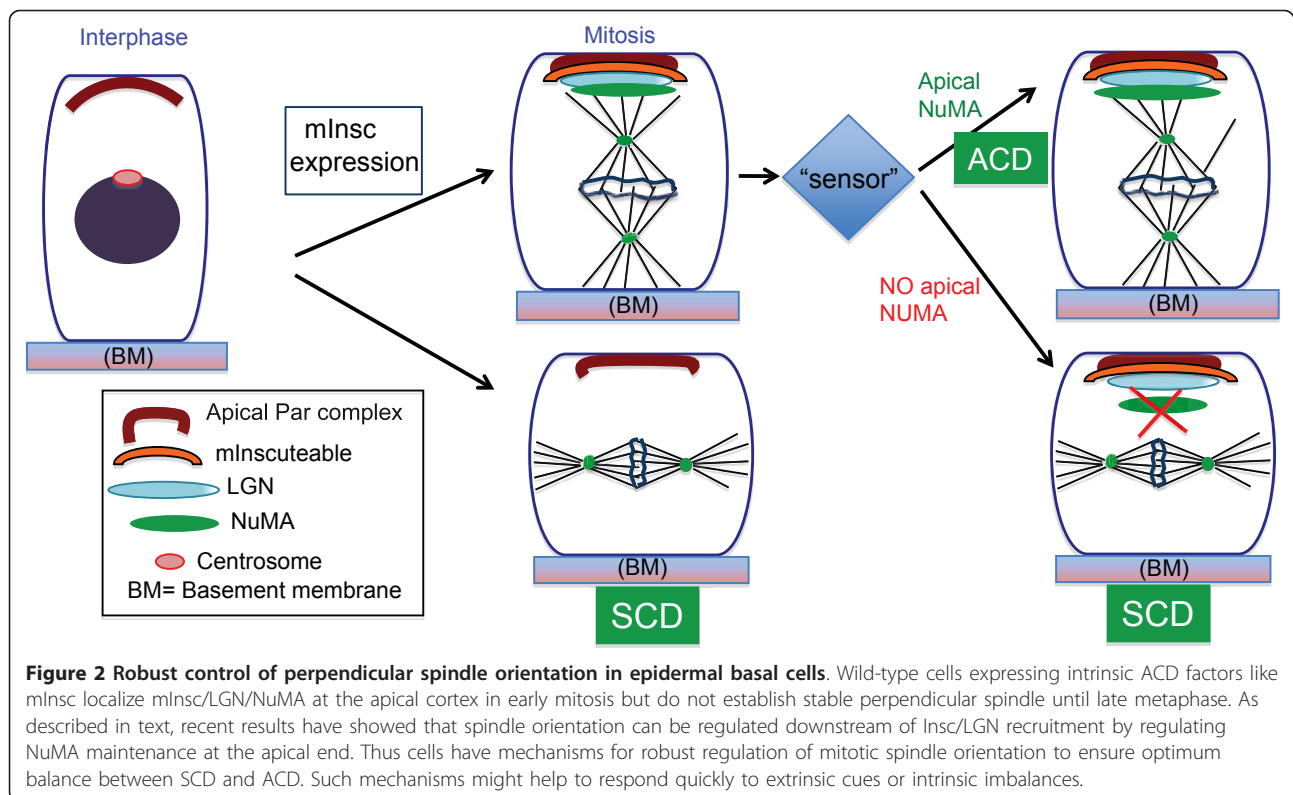 Interphase
Mitosis
mInsc
expression
"sensor"
Apical
NuMA
ACD
NO apical
NUMA
(BM)
(BM)
(BM)
(BM)
(BM)
SCD
SCD
Apical Par complex
mInscuteable
LGN
NuMA
Centrosome
BM= Basement membrane
Figure 2 Robust control of perpendicular spindle orientation in epidermal basal cells. Wild-type cells expressing intrinsic ACD factors like
mInsc localize mInsc/LGN/NuMA at the apical cortex in early mitosis but do not establish stable perpendicular spindle until late metaphase. As
described in text, recent results have showed that spindle orientation can be regulated downstream of Insc/LGN recruitment by regulating
NuMA maintenance at the apical end. Thus cells have mechanisms for robust regulation of mitotic spindle orientation to ensure optimum
balance between SCD and ACD. Such mechanisms might help to respond quickly to extrinsic cues or intrinsic imbalances.